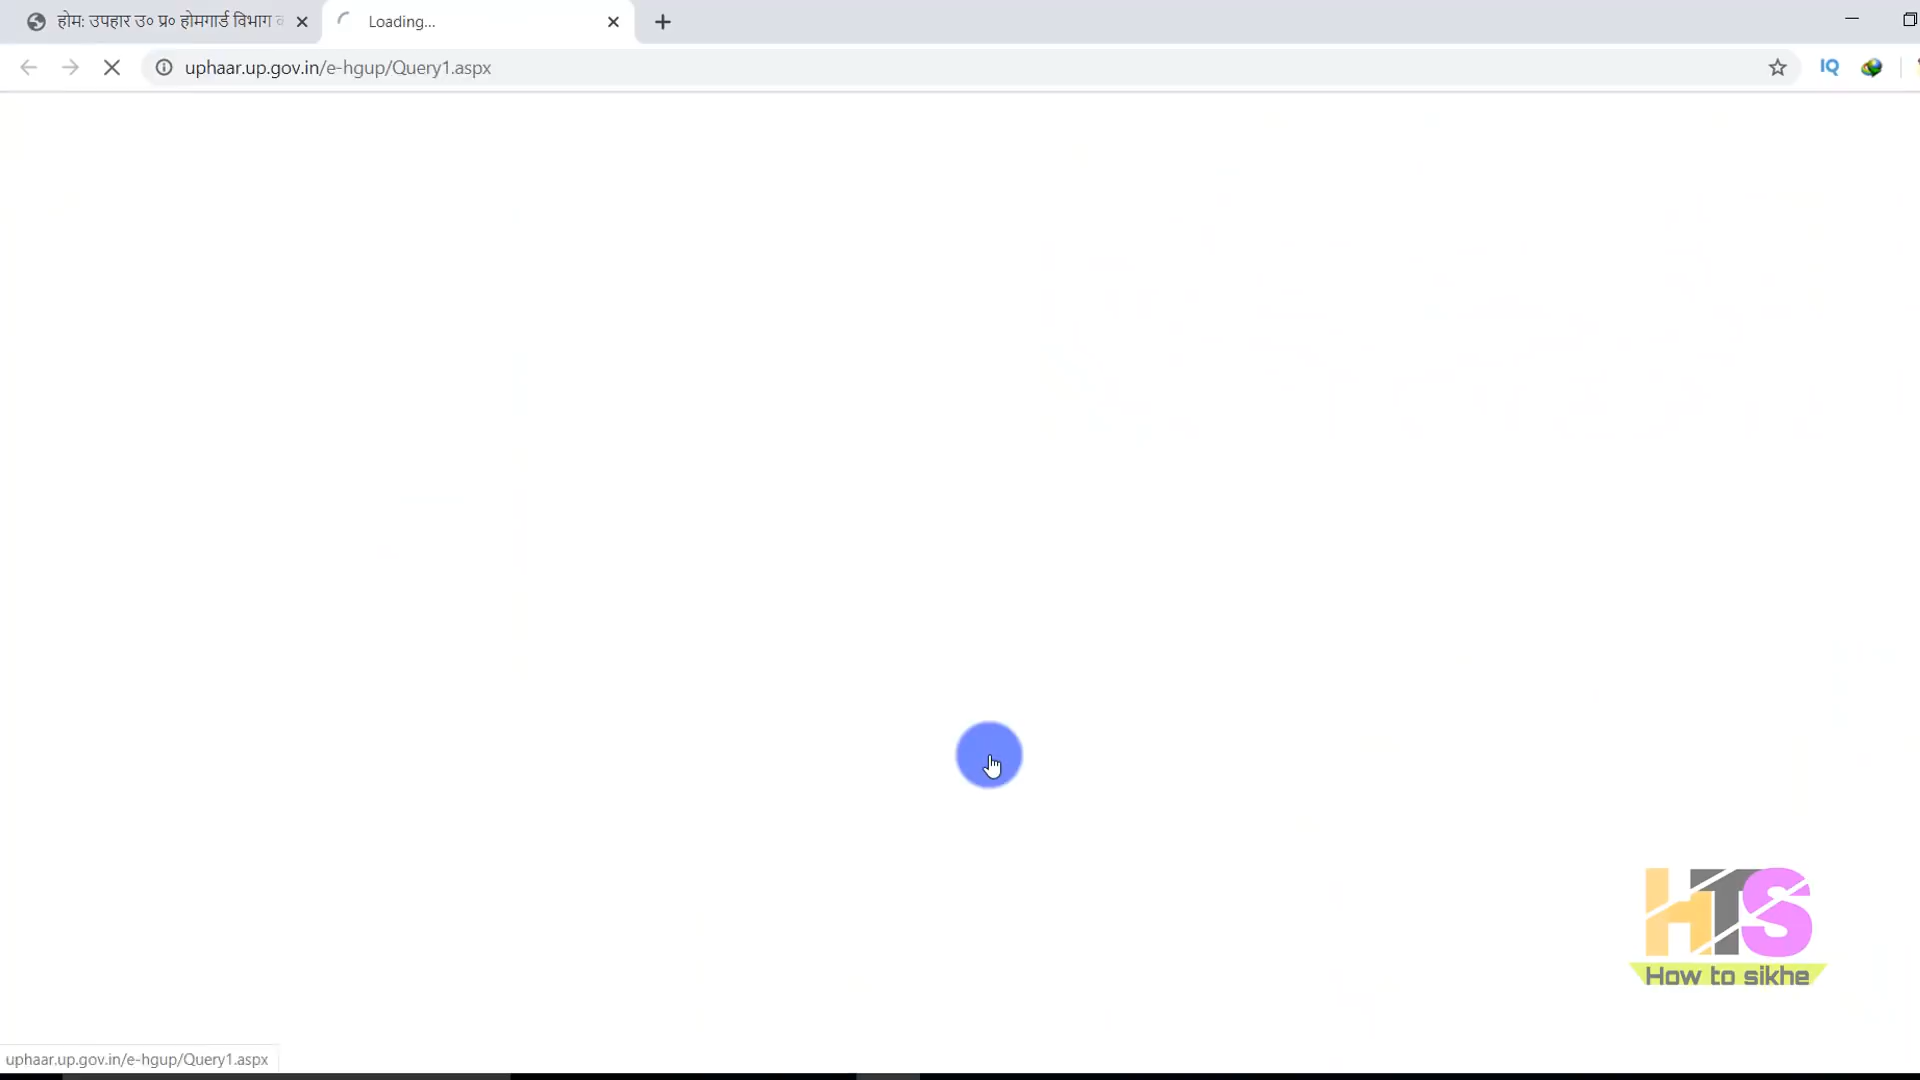 होम: उपहार उ० प्र० होमगार्ड विभाग
Loading...
uphaar.up.gov.in/e-hgup/Query1.aspx
IQ
HTS
How to sikhe
uphaar.up.gov.in/e-hgup/Query1.aspx